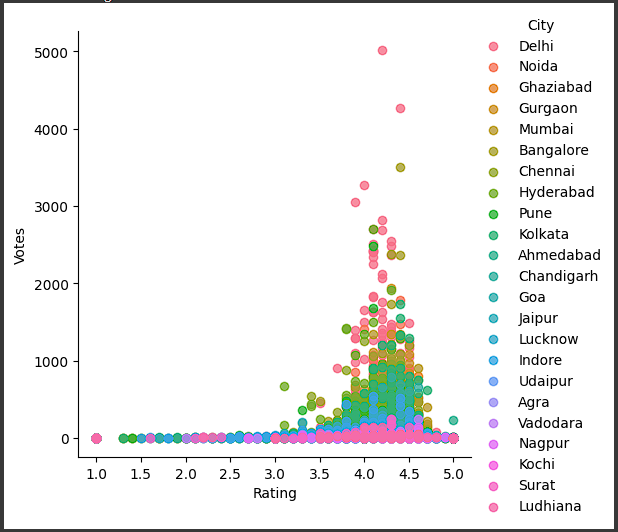 City
Delhi
Noida
Ghaziabad
Gurgaon
Mumbai
Bangalore
Chennai
Hyderabad
Pune
Kolkata
Ahmedabad
Chandigarh
Goa
Jaipur
Lucknow
Indore
Udaipur
Agra
Vadodara
Nagpur
Kochi
Surat
Ludhiana
Votes
5000
4000
3000
2000
1000
0
1.0 1.5 2.0 2.5 3.0 3.5 4.0 4.5 5.0
Rating